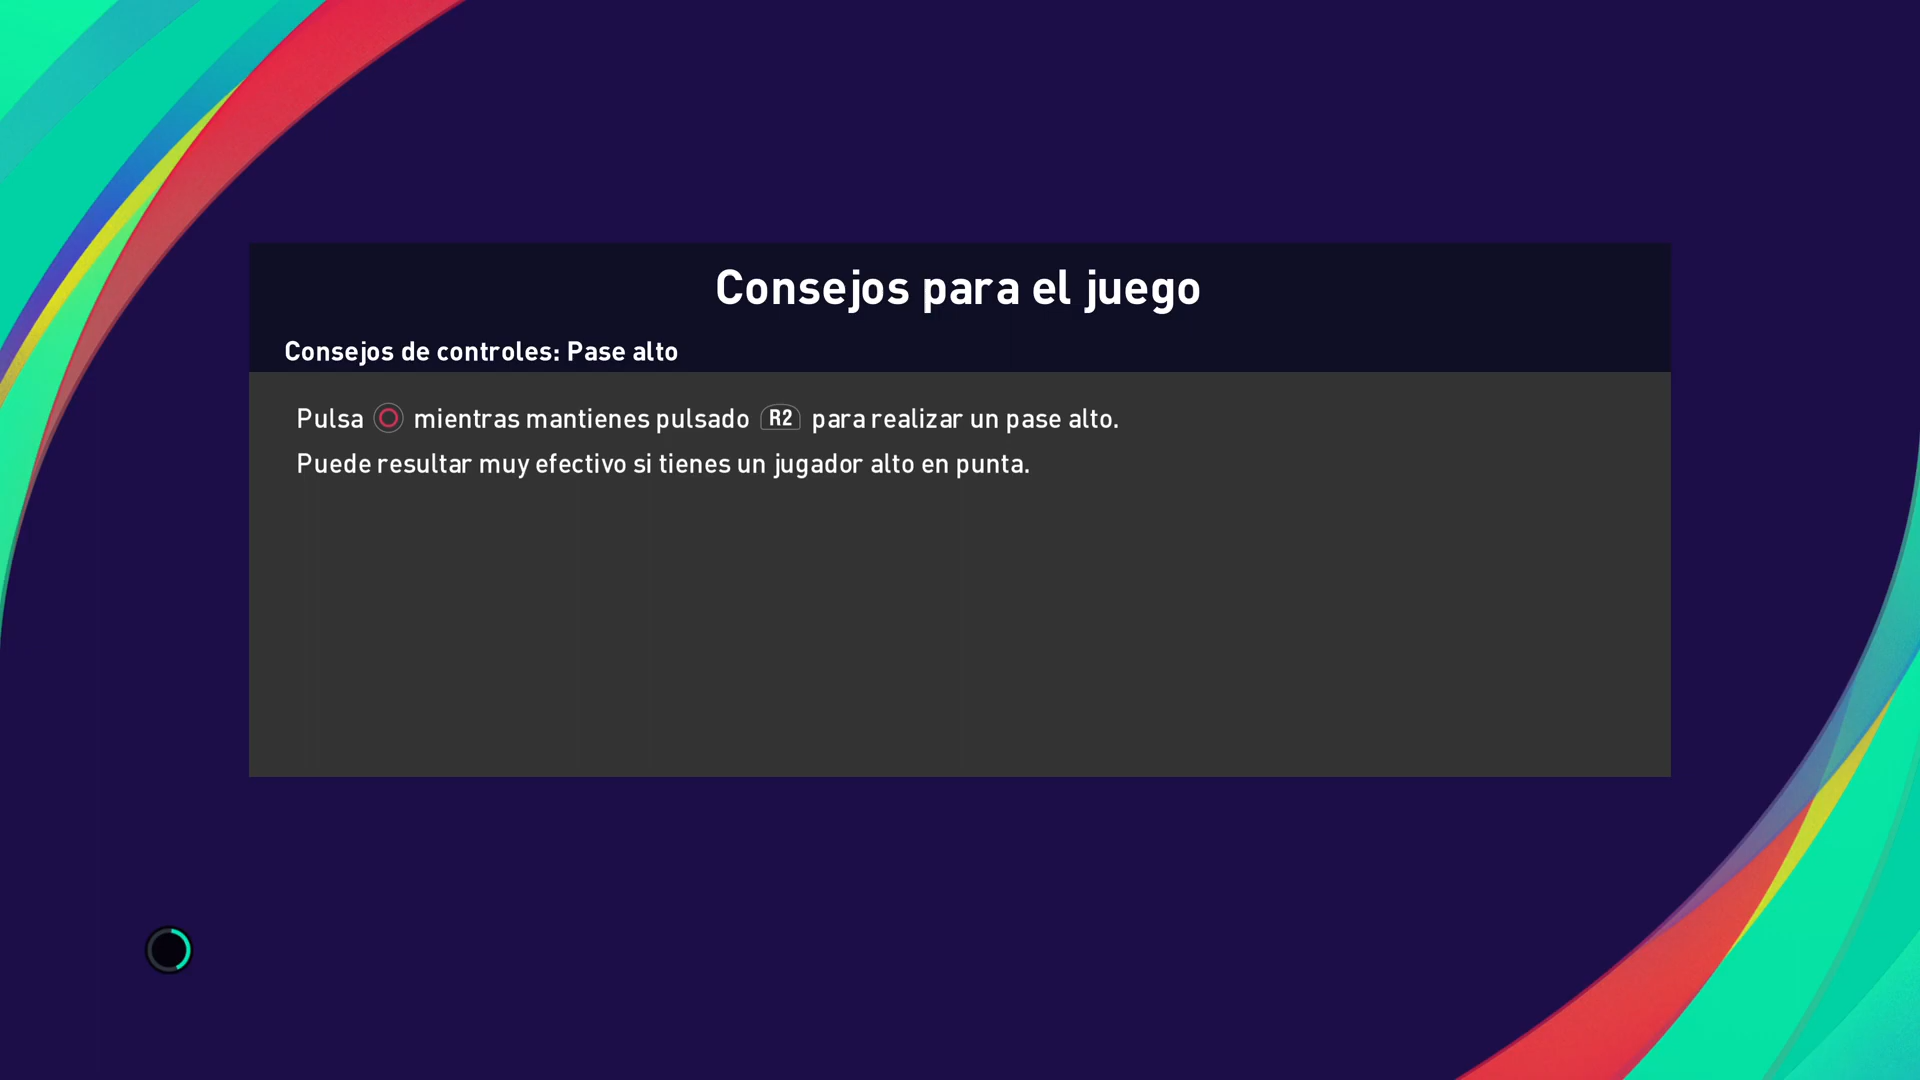 Consejos para el juego
Consejos de controles: Pase alto
Pulsa ◯ mientras mantienes pulsado R2 para realizar un pase alto.
Puede resultar muy efectivo si tienes un jugador alto en punta.